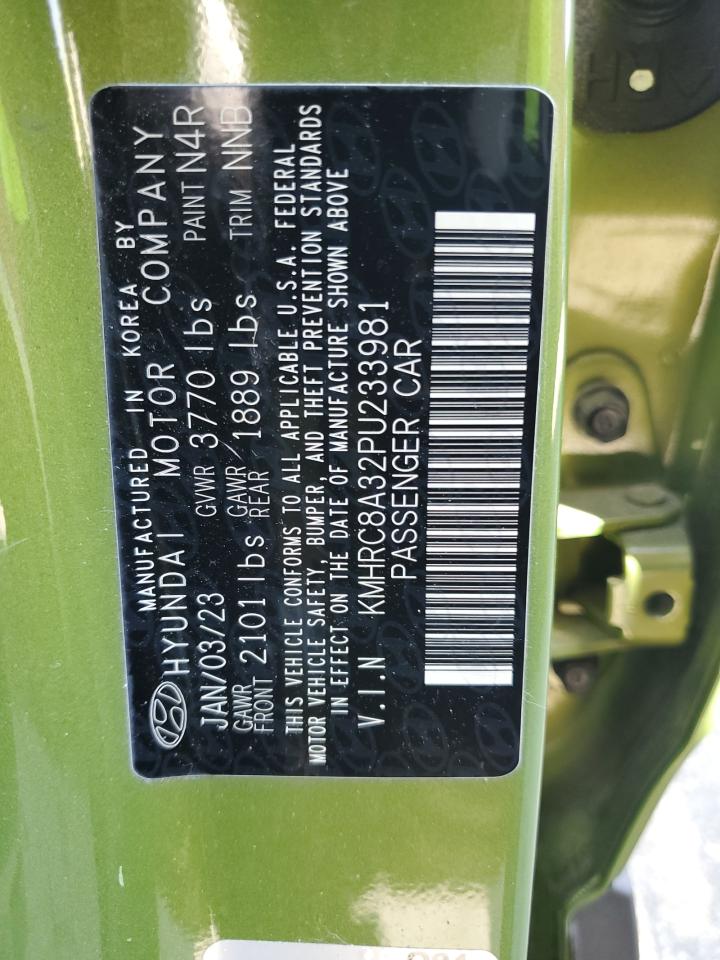 MANUFACTURED IN KOREA BY
HYUNDAI MOTOR COMPANY
JAN/03/23 GVWR 3770 lbs PAINT N4R
GAWR FRONT 2101 lbs GAWR REAR 1889 lbs TRIM NNB
THIS VEHICLE CONFORMS TO ALL APPLICABLE U.S.A. FEDERAL
MOTOR VEHICLE SAFETY, BUMPER, AND THEFT PREVENTION STANDARDS
IN EFFECT ON THE DATE OF MANUFACTURE SHOWN ABOVE
V.I.N KMHRC8A32PU233981
PASSENGER CAR